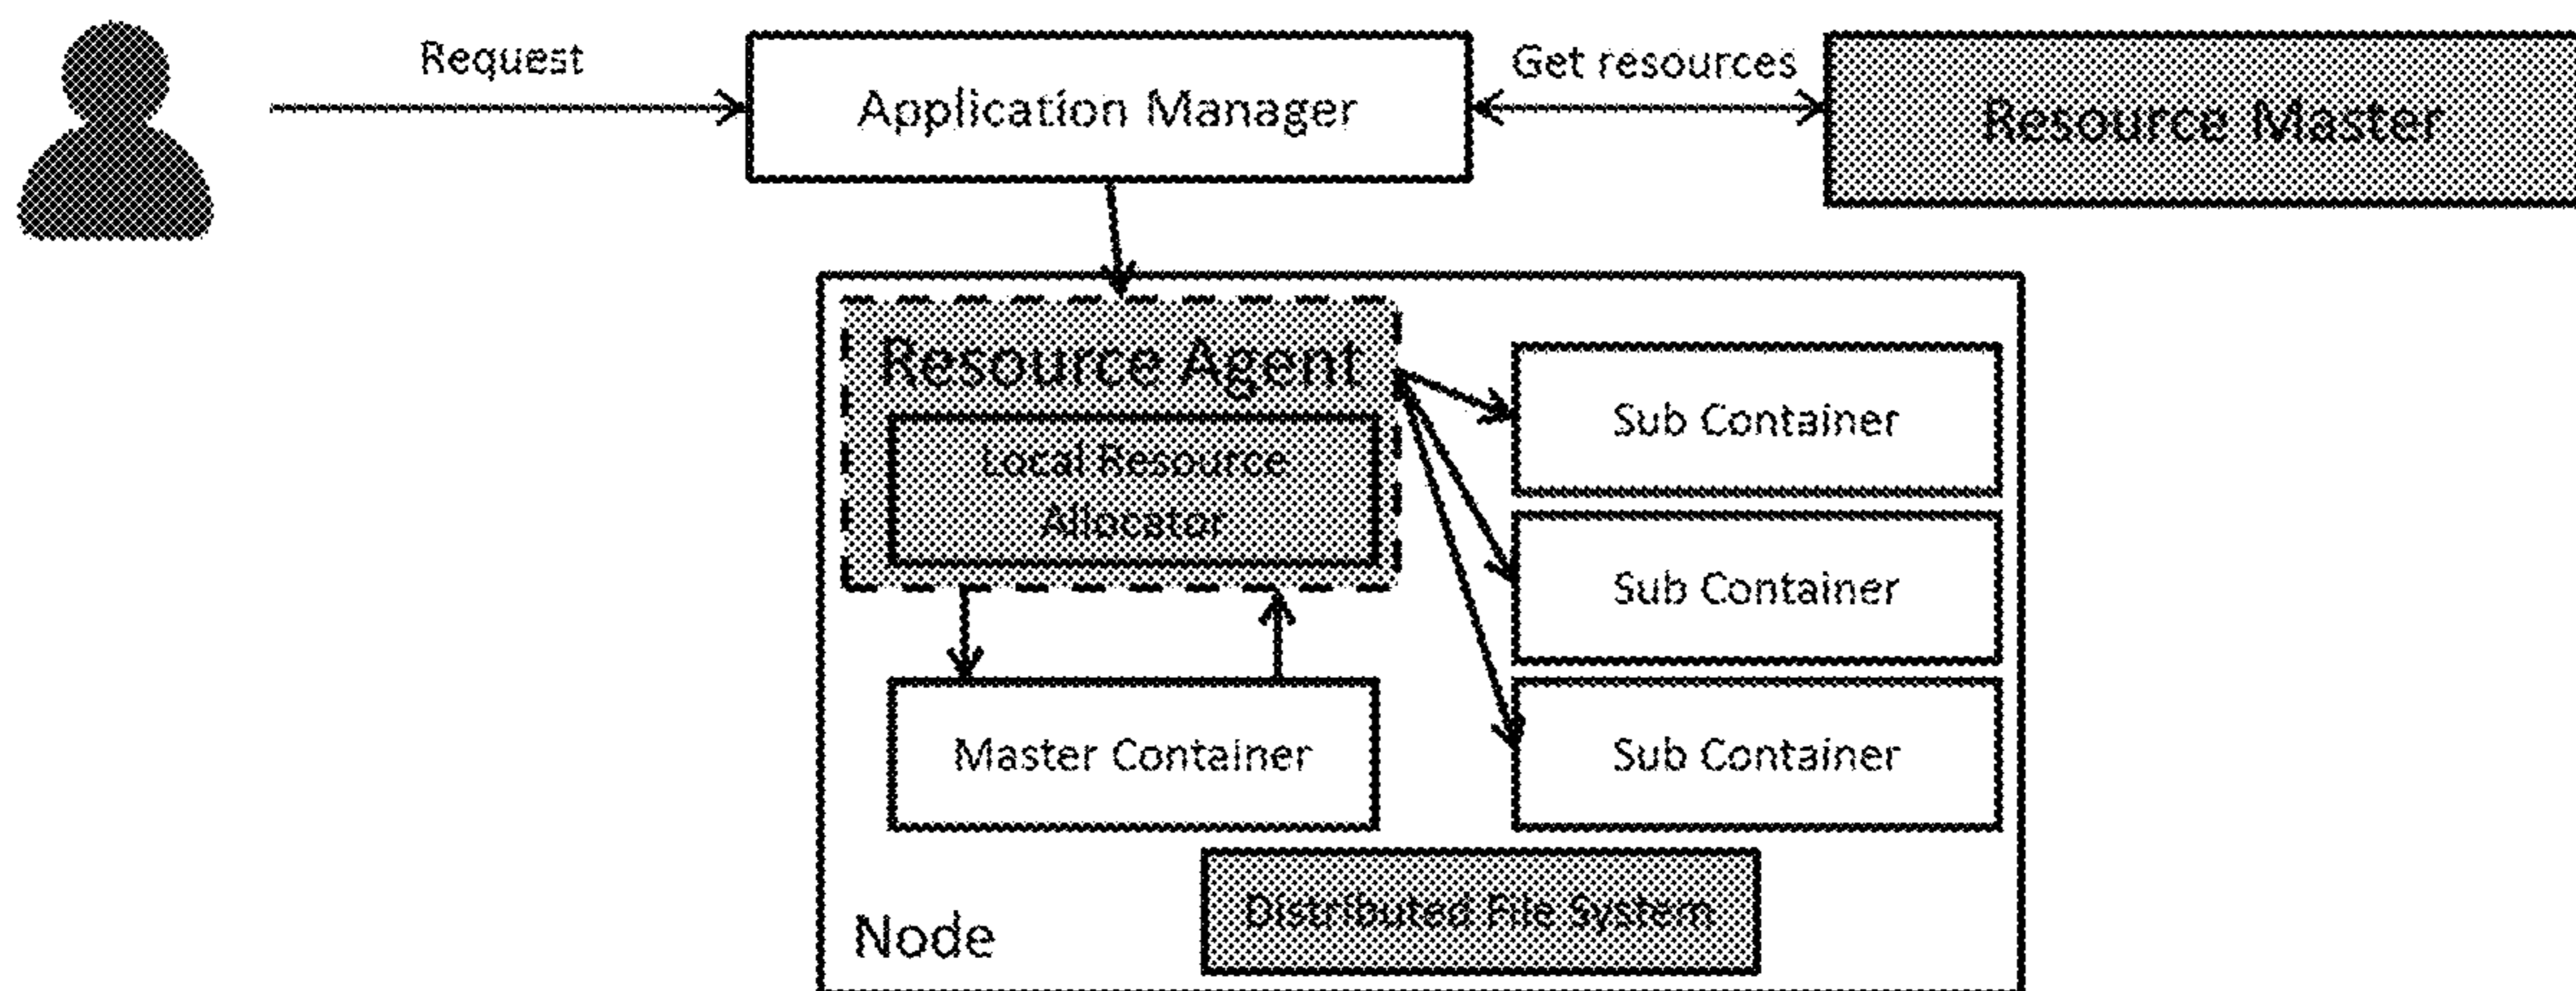 Request
Application Manager
Get resources
Resource Master
Resource Agent
Local Resource
Allocator
Sub Container
Sub Container
Master Container
Sub Container
Distributed File System
Node